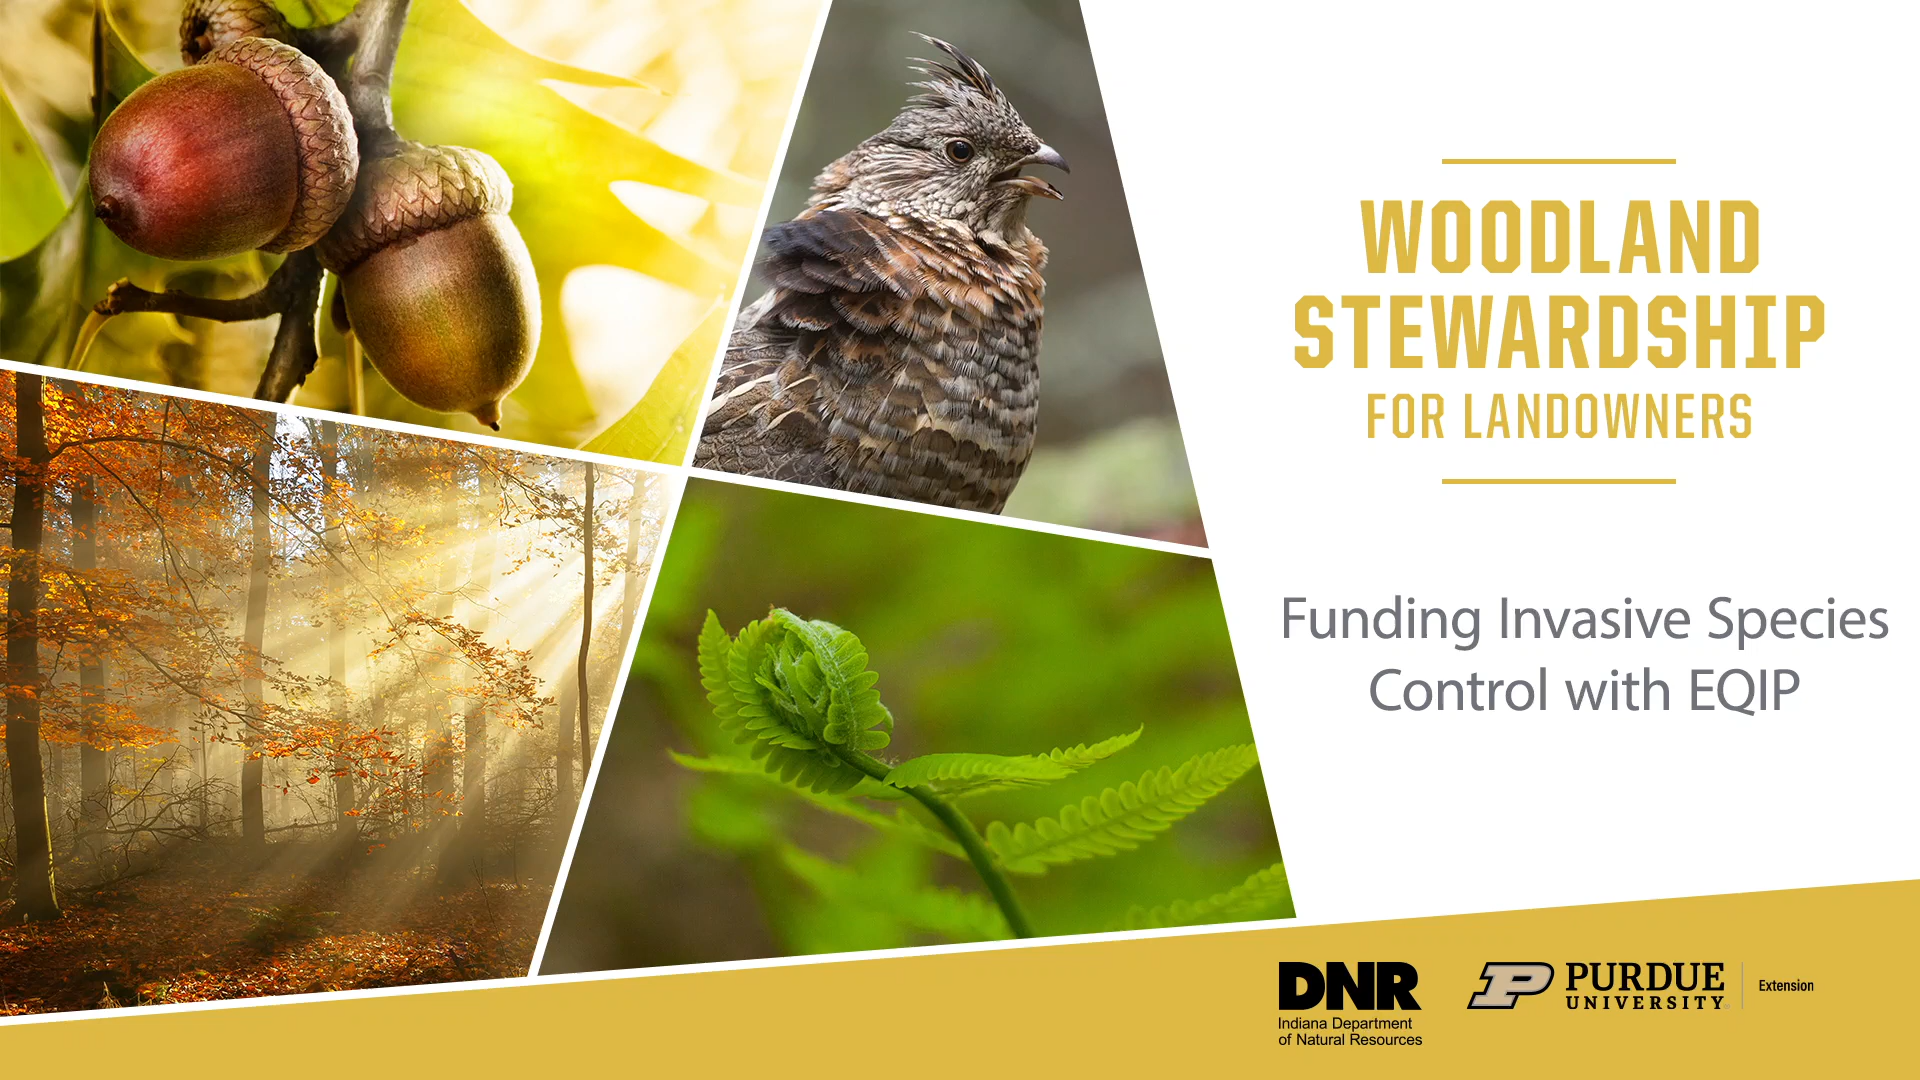 WOODLAND
STEWARDSHIP
FOR LANDOWNERS
Funding Invasive Species
Control with EQIP
DNR
Indiana Department
of Natural Resources
P PURDUE
UNIVERSITY
Extension